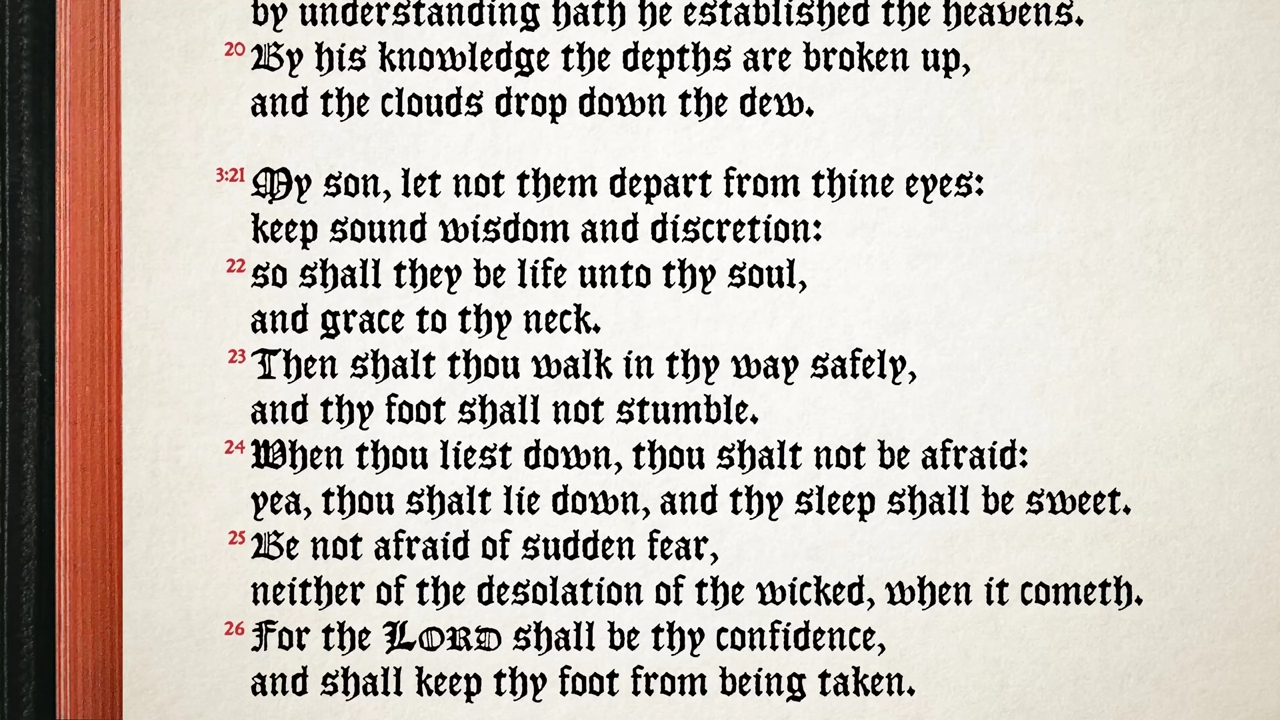 by understanding hath he established the heavens.
20 By his knowledge the depths are broken up,
and the clouds drop down the dew.
3:21 My son, let not them depart from thine eyes:
keep sound wisdom and discretion:
22 so shall they be life unto thy soul,
and grace to thy neck.
23 Then shalt thou walk in thy way safely,
and thy foot shall not stumble.
24 When thou liest down, thou shalt not be afraid:
yea, thou shalt lie down, and thy sleep shall be sweet.
25 Be not afraid of sudden fear,
neither of the desolation of the wicked, when it cometh.
26 For the LORD shall be thy confidence,
and shall keep thy foot from being taken.